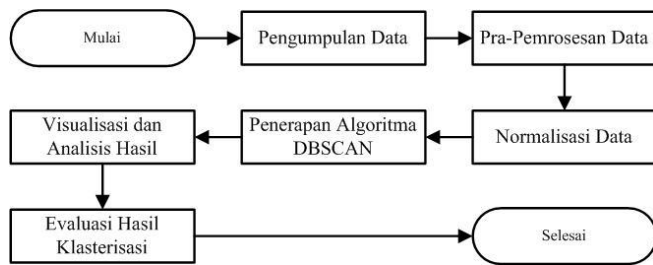 Mulai
Pengumpulan Data
Pra-Pemrosesan Data
Normalisasi Data
Penerapan Algoritma
DBSCAN
Visualisasi dan
Analisis Hasil
Evaluasi Hasil
Klasterisasi
Selesai